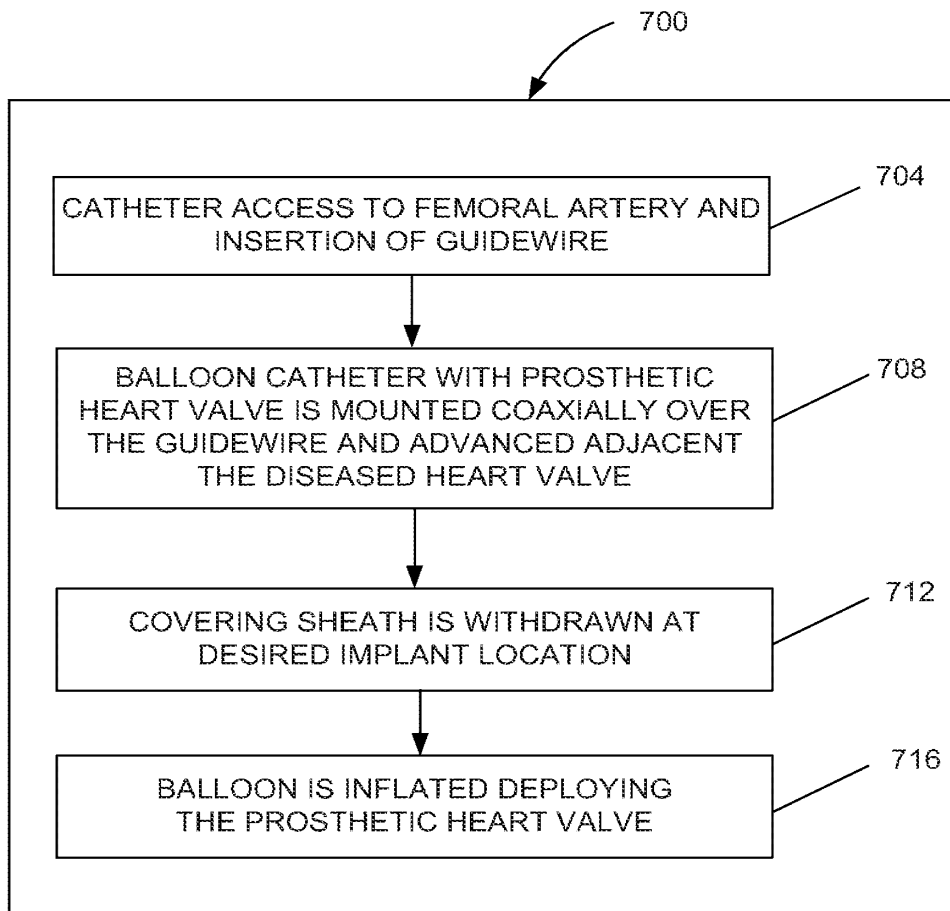 700
CATHETER ACCESS TO FEMORAL ARTERY AND
INSERTION OF GUIDEWIRE
704
BALLOON CATHETER WITH PROSTHETIC
HEART VALVE IS MOUNTED COAXIALLY OVER
THE GUIDEWIRE AND ADVANCED ADJACENT
THE DISEASED HEART VALVE
708
COVERING SHEATH IS WITHDRAWN AT
DESIRED IMPLANT LOCATION
712
BALLOON IS INFLATED DEPLOYING
THE PROSTHETIC HEART VALVE
716